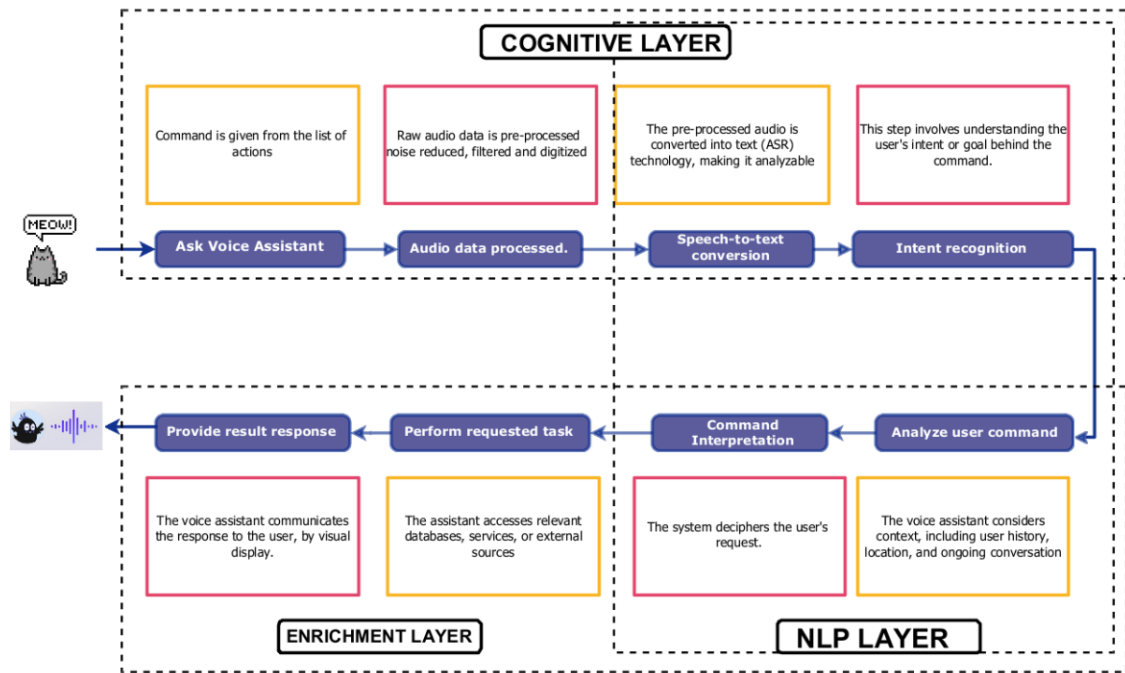 COGNITIVE LAYER
Command is given from the list of
actions
Raw audio data is pre-processed
noise reduced, filtered and digitized
The pre-processed audio is
converted into text (ASR)
technology, making it analyzable
This step involves understanding the
user's intent or goal behind the
command.
MEOW!
Ask Voice Assistant
Audio data processed.
Speech-to-text
conversion
Intent recognition
Provide result response
Perform requested task
Command
Interpretation
Analyze user command
The voice assistant communicates
the response to the user, by visual
display.
The assistant accesses relevant
databases, services, or external
sources
The system deciphers the user's
request.
The voice assistant considers
context, including user history,
location, and ongoing conversation
ENRICHMENT LAYER
NLP LAYER